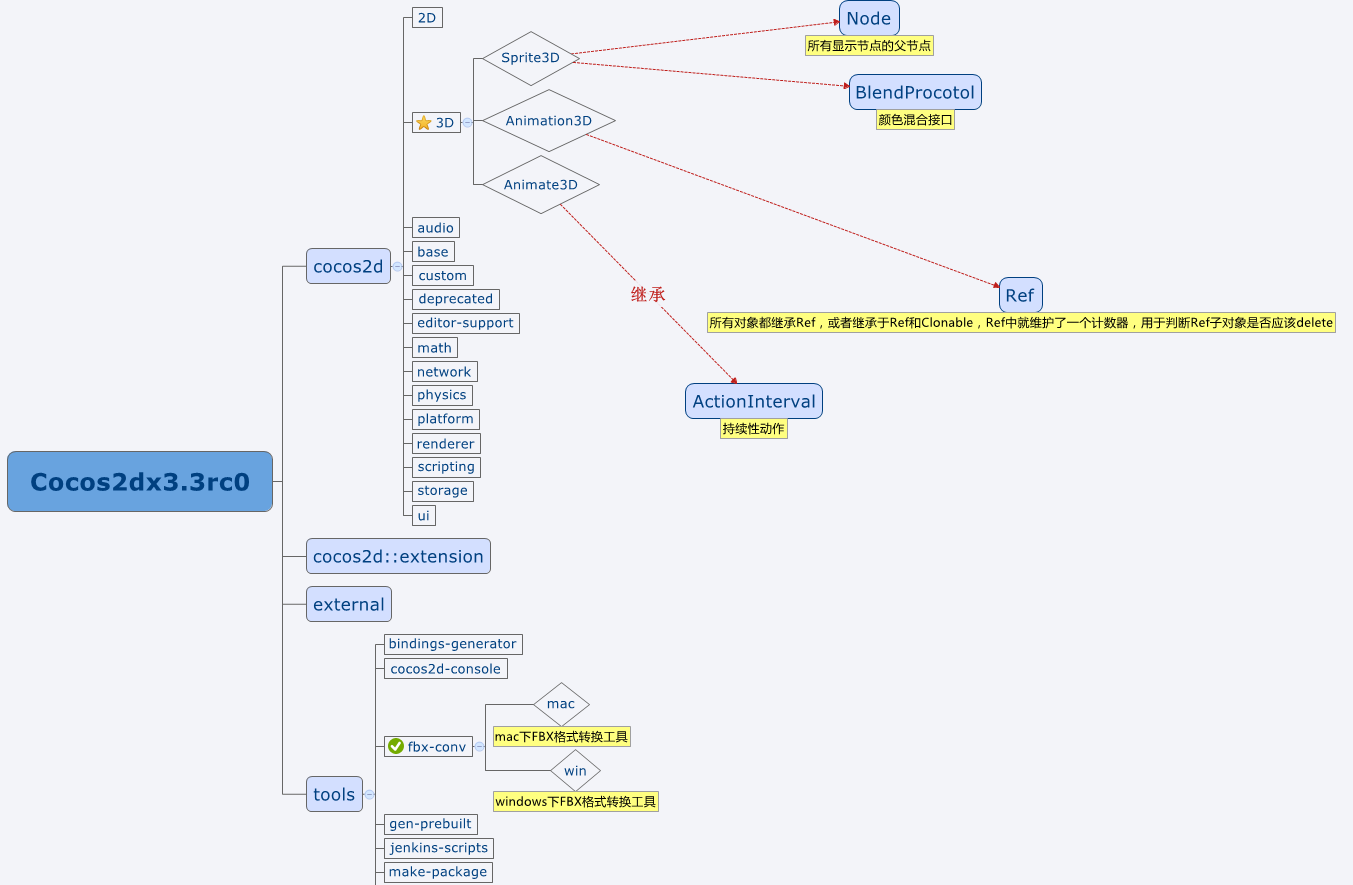 Cocos2dx3.3rc0
cocos2d
2D
3D
Sprite3D
Node
所有显示节点的父节点
BlendProcotol
颜色混合接口
Animation3D
Ref
所有对象都继承Ref，或者继承于Ref和Clonable，Ref中就维护了一个计数器，用于判断Ref子对象是否应该delete
Animate3D
继承
ActionInterval
持续性动作
audio
base
custom
deprecated
editor-support
math
network
physics
platform
renderer
scripting
storage
ui
cocos2d::extension
external
tools
bindings-generator
cocos2d-console
fbx-conv
mac
mac下FBX格式转换工具
win
windows下FBX格式转换工具
gen-prebuilt
jenkins-scripts
make-package